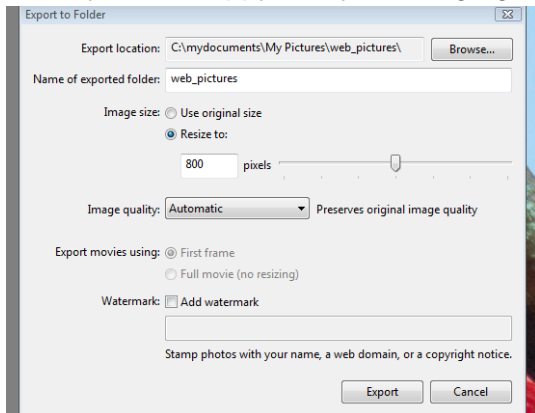 Export to Folder
Export location: C:\mydocuments\My Pictures\web_pictures\ Browse...
Name of exported folder: web_pictures
Image size: Use original size
Resize to:
800 pixels
Image quality: Automatic Preserves original image quality
Export movies using: First frame
Full movie (no resizing)
Watermark: Add watermark
Stamp photos with your name, a web domain, or a copyright notice.
Export Cancel